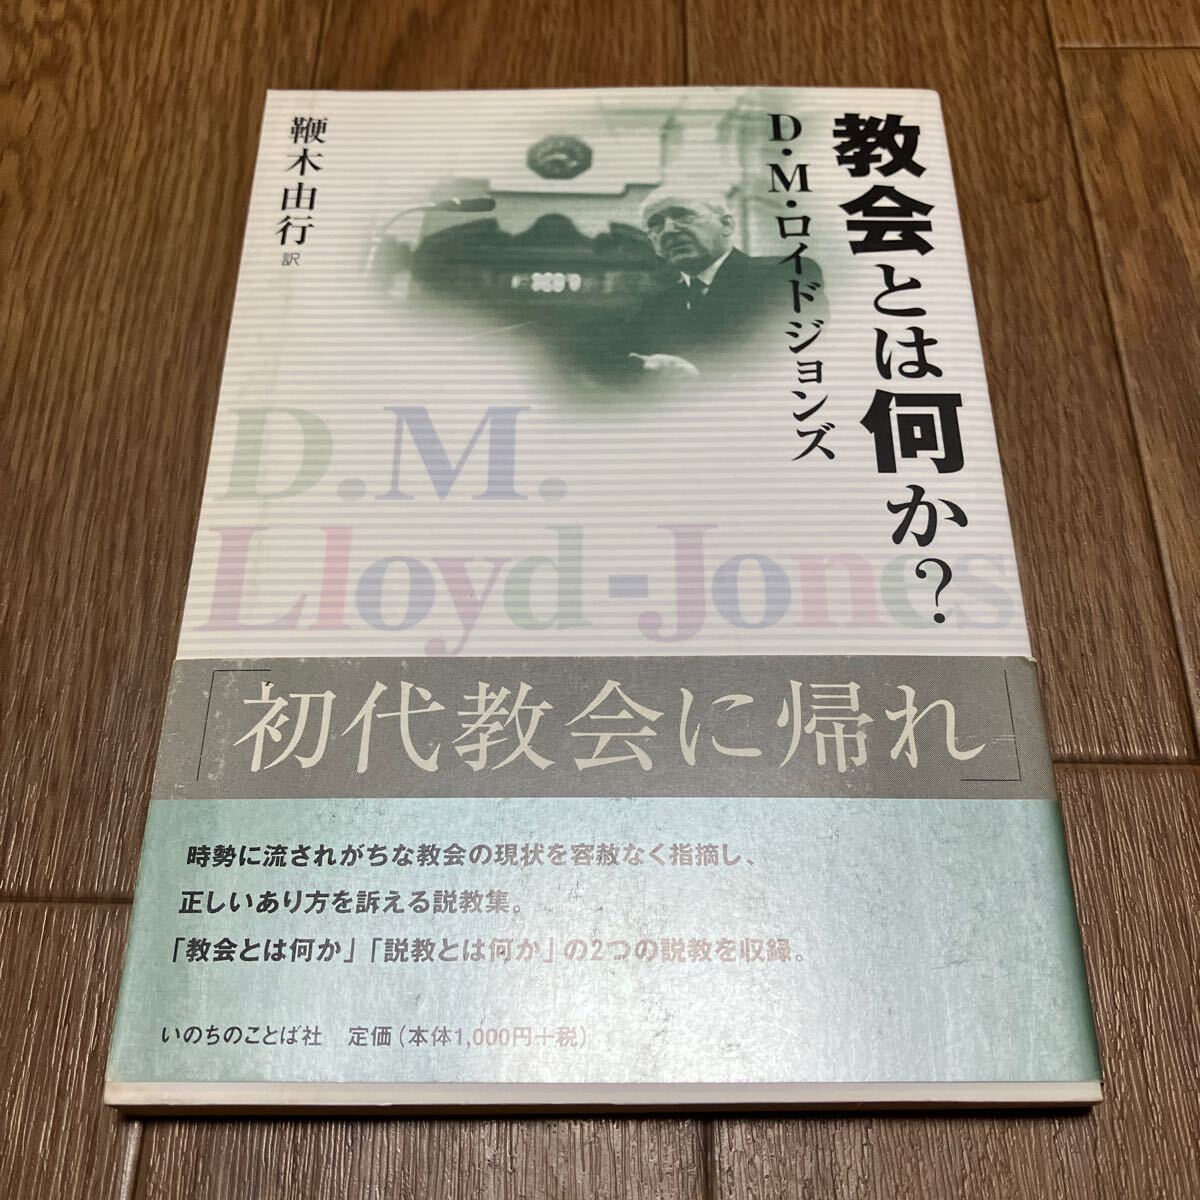 教会とは何か?
D・M・ロイドジョンズ
鞭木由行 訳
D.M.
Lloyd-Jones
「初代教会に帰れ」
時勢に流されがちな教会の現状を容赦なく指摘し、
正しいあり方を訴える説教集。
「教会とは何か」「説教とは何か」の2つの説教を収録。
いのちのことば社 定価(本体1,000円+税)